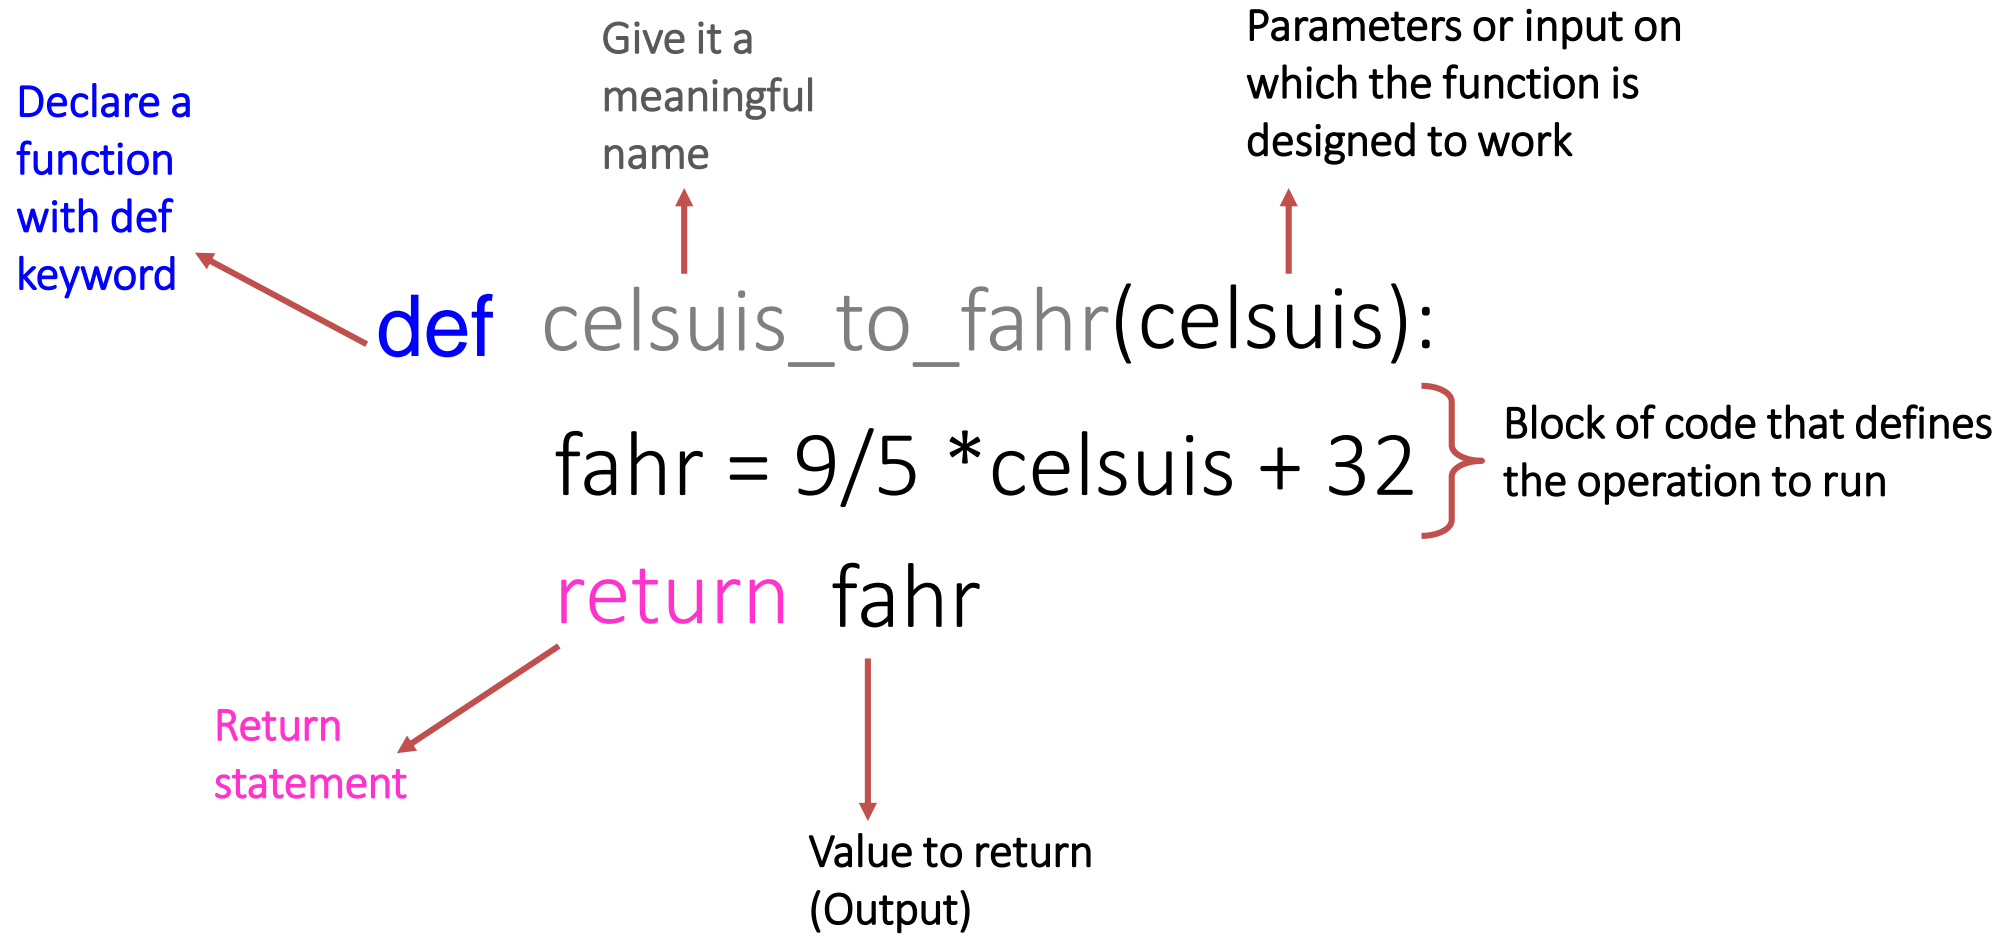 Declare a
function
with def
keyword
Give it a
meaningful
name
Parameters or input on
which the function is
designed to work
def celsuis_to_fahr(celsuis):
fahr = 9/5 *celsuis + 32
Block of code that defines
the operation to run
return fahr
Return
statement
Value to return
(Output)